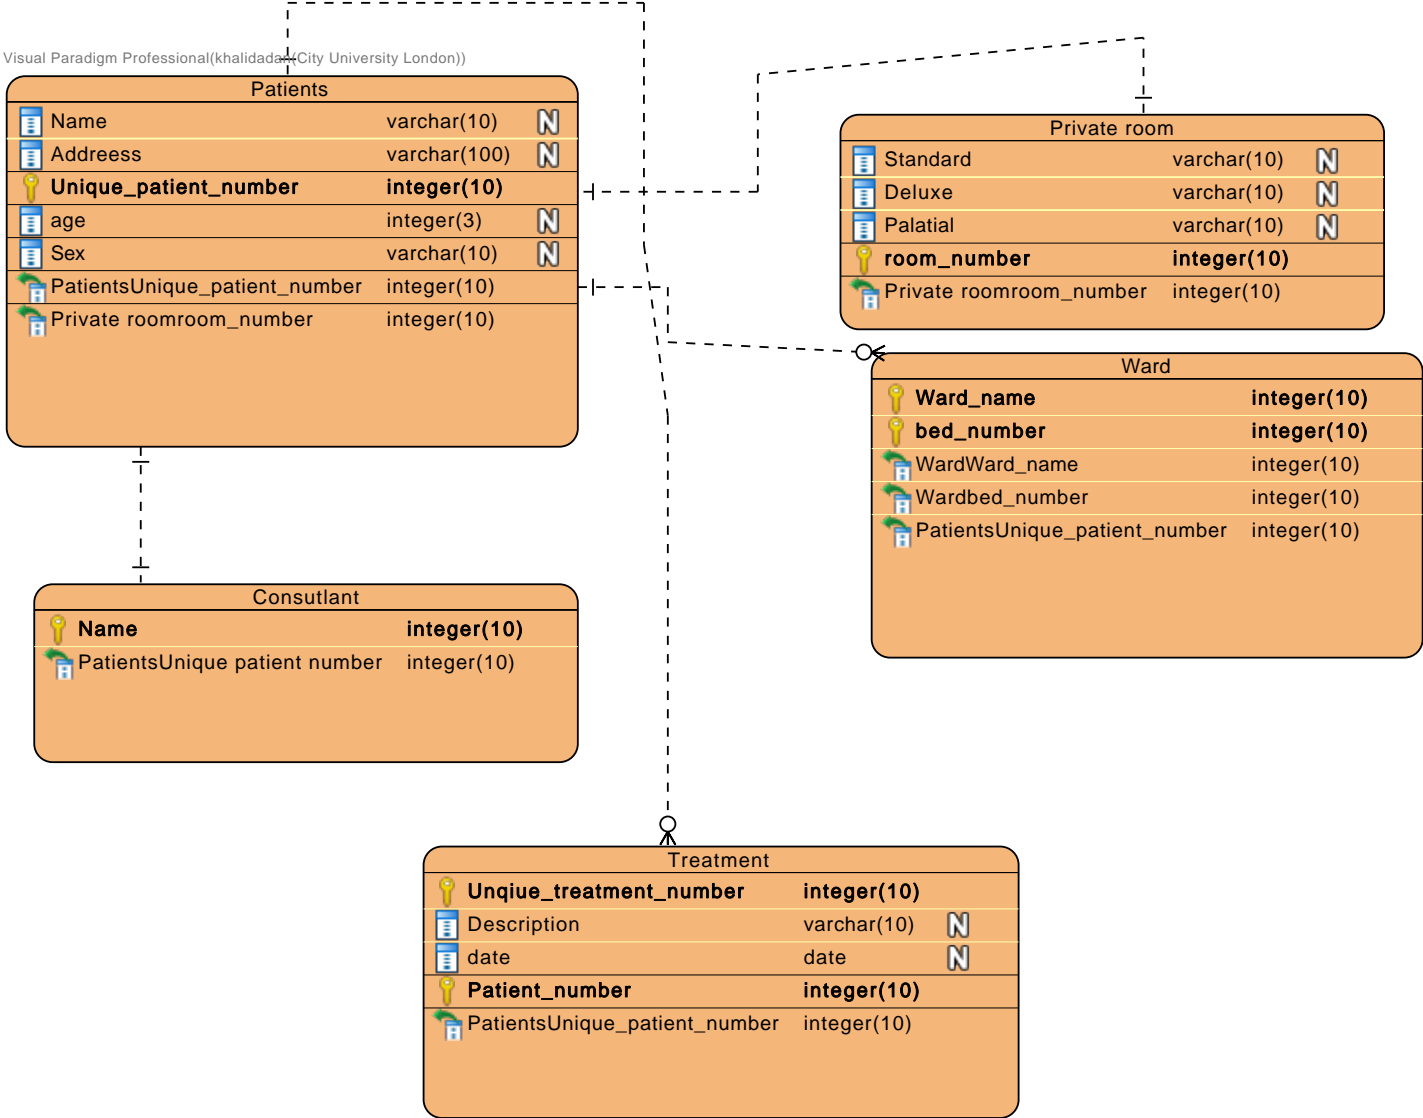 Visual Paradigm Professional(khalidadan(City University London))
Patients
Name varchar(10) N
Addreess varchar(100) N
Unique_patient_number integer(10)
age integer(3) N
Sex varchar(10) N
PatientsUnique_patient_number integer(10)
Private roomroom_number integer(10)
Private room
Standard varchar(10) N
Deluxe varchar(10) N
Palatial varchar(10) N
room_number integer(10)
Private roomroom_number integer(10)
Ward
Ward_name integer(10)
bed_number integer(10)
WardWard_name integer(10)
Wardbed_number integer(10)
PatientsUnique_patient_number integer(10)
Consutlant
Name integer(10)
PatientsUnique patient number integer(10)
Treatment
Unqiue_treatment_number integer(10)
Description varchar(10) N
date date N
Patient_number integer(10)
PatientsUnique_patient_number integer(10)